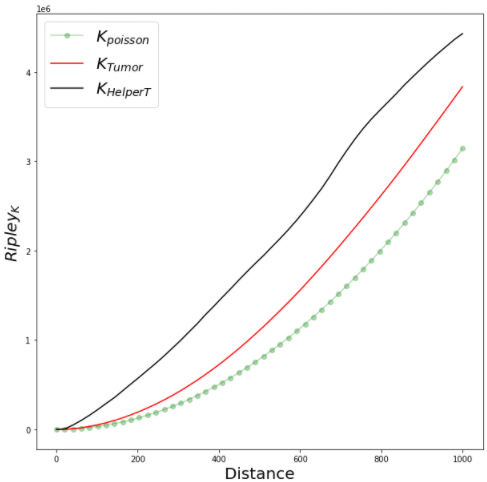 1e6
K_poisson
K_Tumor
K_HelperT
4
3
2
1
0
Ripley_K
0 200 400 600 800 1000
Distance